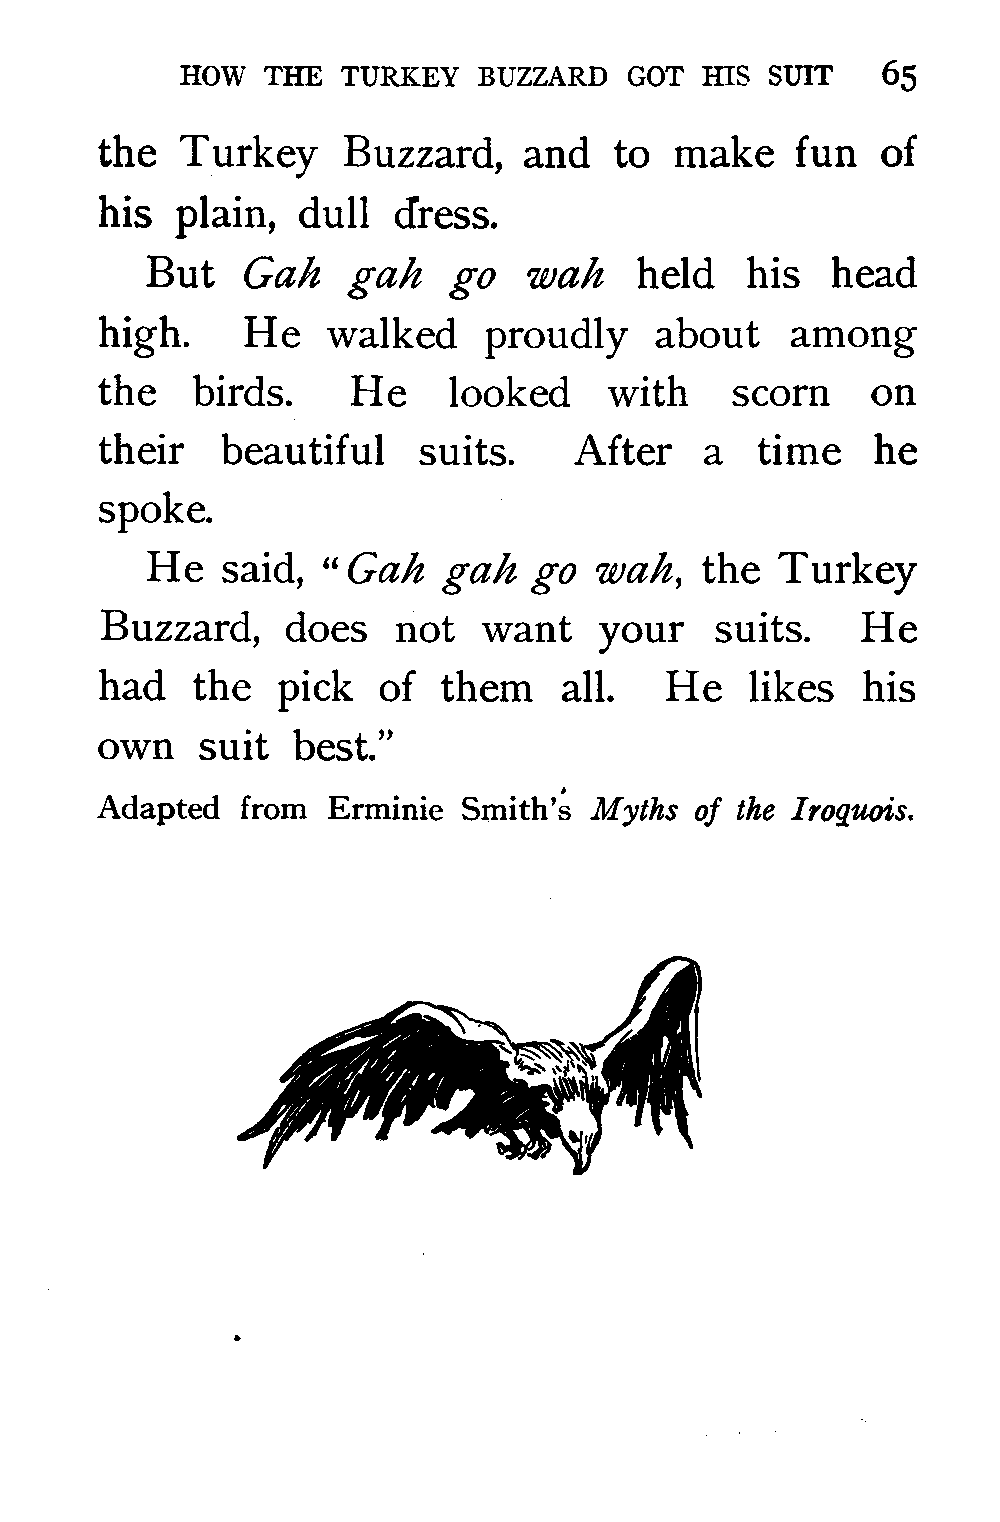 HOW THE TURKEY BUZZARD GOT HIS SUIT 65
the Turkey Buzzard, and to make fun of
his plain, dull dress.
But Gah gah go wah held his head
high. He walked proudly about among
the birds. He looked with scorn on
their beautiful suits. After a time he
spoke.
He said, "Gah gah go wah, the Turkey
Buzzard, does not want your suits. He
had the pick of them all. He likes his
own suit best."
Adapted from Erminie Smith's Myths of the Iroquois.